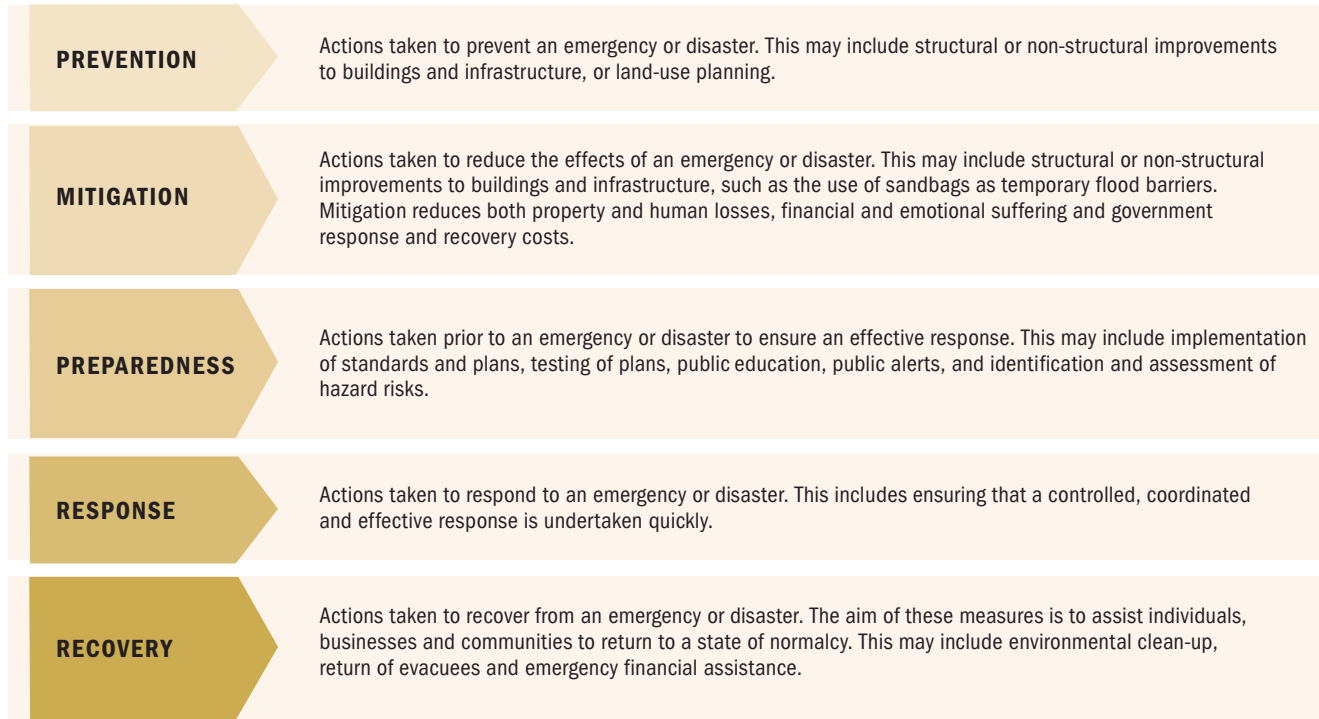 PREVENTION
Actions taken to prevent an emergency or disaster. This may include structural or non-structural improvements
to buildings and infrastructure, or land-use planning.
MITIGATION
Actions taken to reduce the effects of an emergency or disaster. This may include structural or non-structural
improvements to buildings and infrastructure, such as the use of sandbags as temporary flood barriers.
Mitigation reduces both property and human losses, financial and emotional suffering and government
response and recovery costs.
PREPAREDNESS
Actions taken prior to an emergency or disaster to ensure an effective response. This may include implementation
of standards and plans, testing of plans, public education, public alerts, and identification and assessment of
hazard risks.
RESPONSE
Actions taken to respond to an emergency or disaster. This includes ensuring that a controlled, coordinated
and effective response is undertaken quickly.
RECOVERY
Actions taken to recover from an emergency or disaster. The aim of these measures is to assist individuals,
businesses and communities to return to a state of normalcy. This may include environmental clean-up,
return of evacuees and emergency financial assistance.